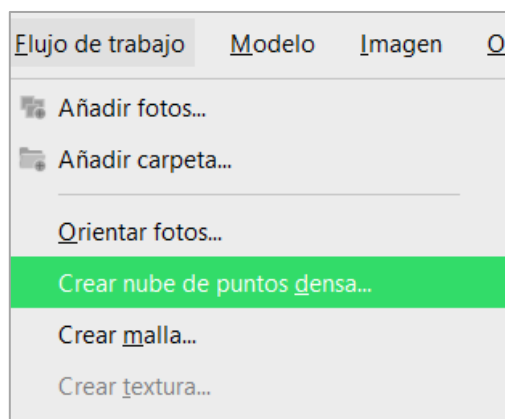 Flujo de trabajo Modelo Imagen O
Añadir fotos...
Añadir carpeta...
Orientar fotos...
Crear nube de puntos densa...
Crear malla...
Crear textura...